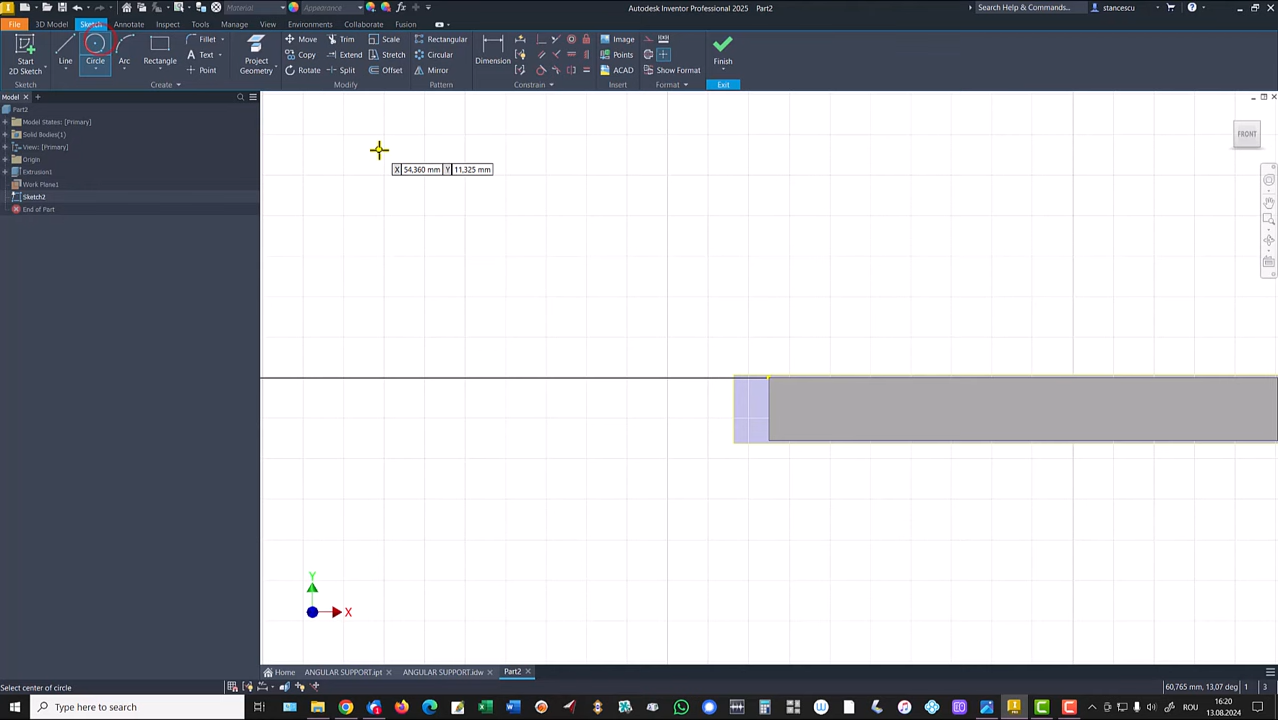 Material Appearance Autodesk Inventor Professional 2025 Part2 Search Help & Commands... stancescu
File 3D Model Sketch Annotate Inspect Tools Manage View Environments Collaborate Fusion
Move Trim Scale Rectangular Image
Fillet
Copy Extend Stretch Circular Points
Text
Start 2D Sketch Line Circle Arc Rectangle Project Geometry Dimension Finish
Point Rotate Split Offset Mirror ACAD Show Format
Sketch Create Modify Pattern Constrain Insert Format Exit
Model
Part2
Model States: [Primary]
Solid Bodies(1)
View: [Primary]
Origin
Extrusion1
Work Plane1
Sketch2
End of Part
FRONT
X 54,360 mm Y 11,325 mm
Y
X
Home ANGULAR SUPPORT.ipt ANGULAR SUPPORT.idw Part2
Select center of circle 60,765 mm, 13,07 deg 1 3
Type here to search ROU 16:20
13.08.2024